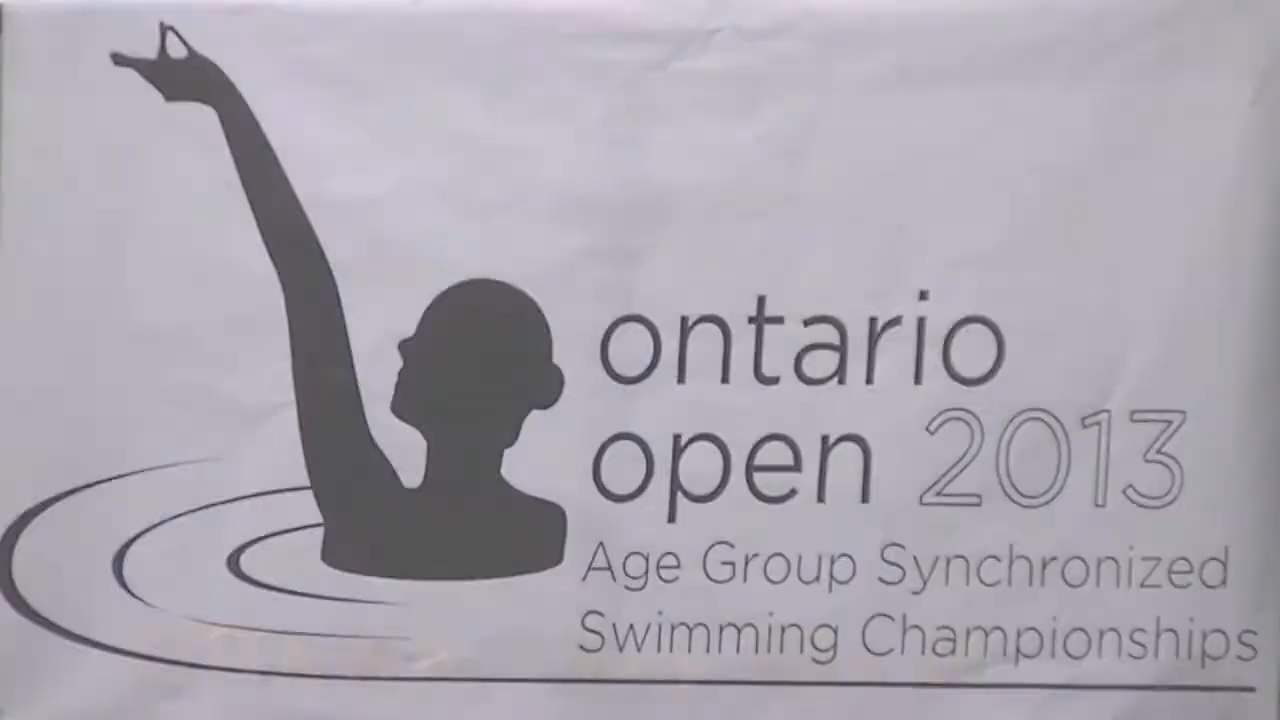 ontario
open 2013
Age Group Synchronized
Swimming Championships